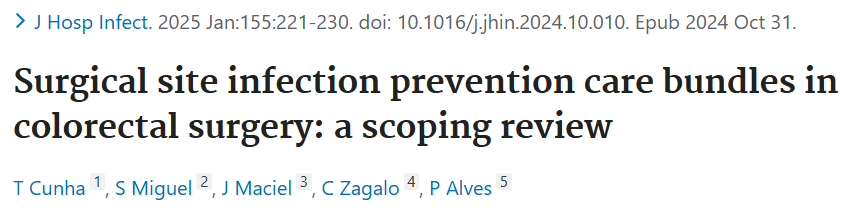 J Hosp Infect. 2025 Jan:155:221-230. doi: 10.1016/j.jhin.2024.10.010. Epub 2024 Oct 31.
Surgical site infection prevention care bundles in
colorectal surgery: a scoping review
T Cunha 1, S Miguel 2, J Maciel 3, C Zagalo 4, P Alves 5